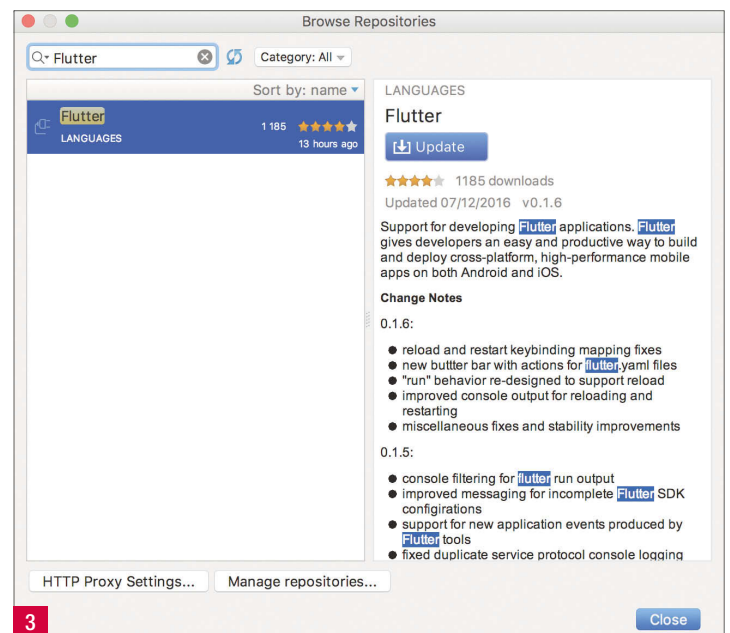 Browse Repositories
Flutter
Category: All
Sort by: name
Flutter
LANGUAGES
1 185
13 hours ago
LANGUAGES
Flutter
Update
1185 downloads
Updated 07/12/2016 v0.1.6
Support for developing Flutter applications. Flutter
gives developers an easy and productive way to build
and deploy cross-platform, high-performance mobile
apps on both Android and iOS.
Change Notes
0.1.6:
● reload and restart keybinding mapping fixes
● new buttter bar with actions for flutter.yaml files
● "run" behavior re-designed to support reload
● improved console output for reloading and
restarting
● miscellaneous fixes and stability improvements
0.1.5:
● console filtering for flutter run output
● improved messaging for incomplete Flutter SDK
configirations
● support for new application events produced by
Flutter tools
● fixed duplicate service protocol console logging
HTTP Proxy Settings...
Manage repositories...
Close
3